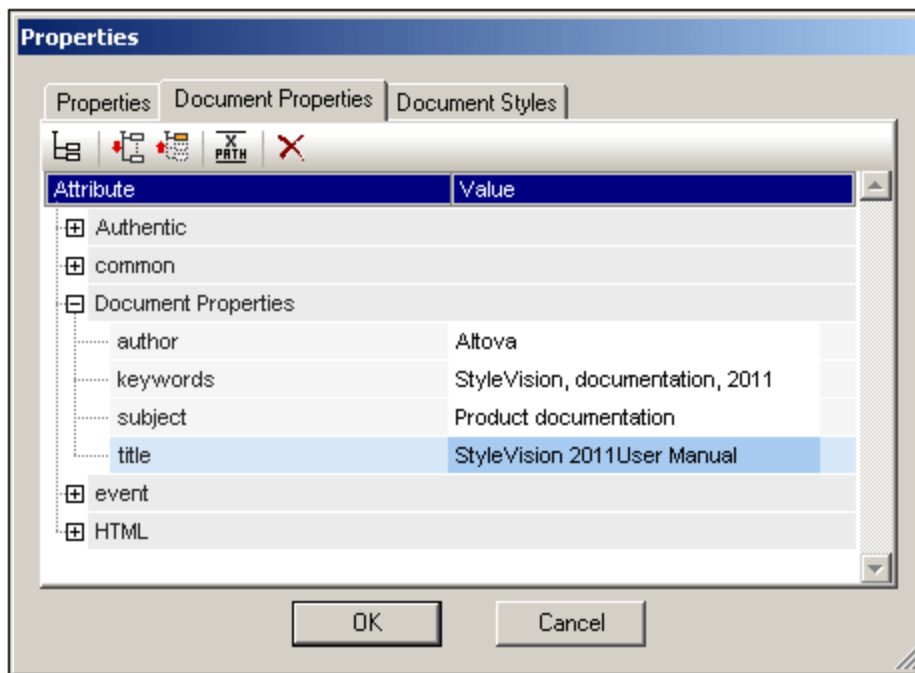 Properties
Properties Document Properties Document Styles
X PATH
Attribute Value
Authentic
common
Document Properties
author Altova
keywords StyleVision, documentation, 2011
subject Product documentation
title StyleVision 2011User Manual
event
HTML
OK Cancel